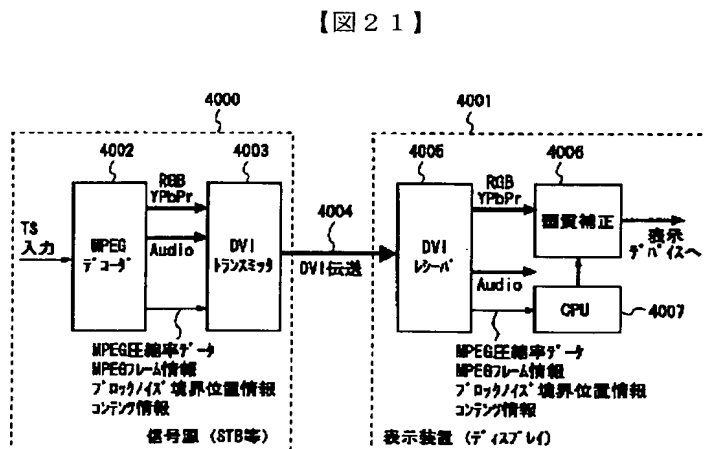 【図２１】
4000
4001
4002
4003
4005
4006
RGB
YPbPr
RGB
YPbPr
4004
TS
入力
MPEG
デコーダ
Audio
DVI
トランスミッタ
DVI伝送
DVI
レシーバ
画質補正
表示
デバイスへ
Audio
CPU
4007
MPEG圧縮率データ
MPEGフレーム情報
ブロックノイズ境界位置情報
コンテンツ情報
MPEG圧縮率データ
MPEGフレーム情報
ブロックノイズ境界位置情報
コンテンツ情報
信号源 (STB等)
表示装置 (ディスプレイ)